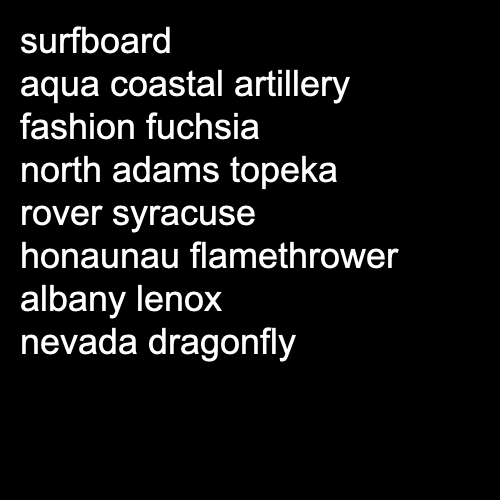 surfboard
aqua coastal artillery
fashion fuchsia
north adams topeka
rover syracuse
honaunau flamethrower
albany lenox
nevada dragonfly